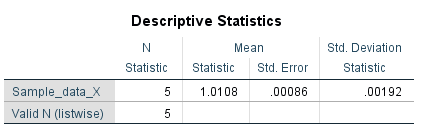 Descriptive Statistics
N Mean Std. Deviation
Statistic Statistic Std. Error Statistic
Sample_data_X 5 1.0108 .00086 .00192
Valid N (listwise) 5